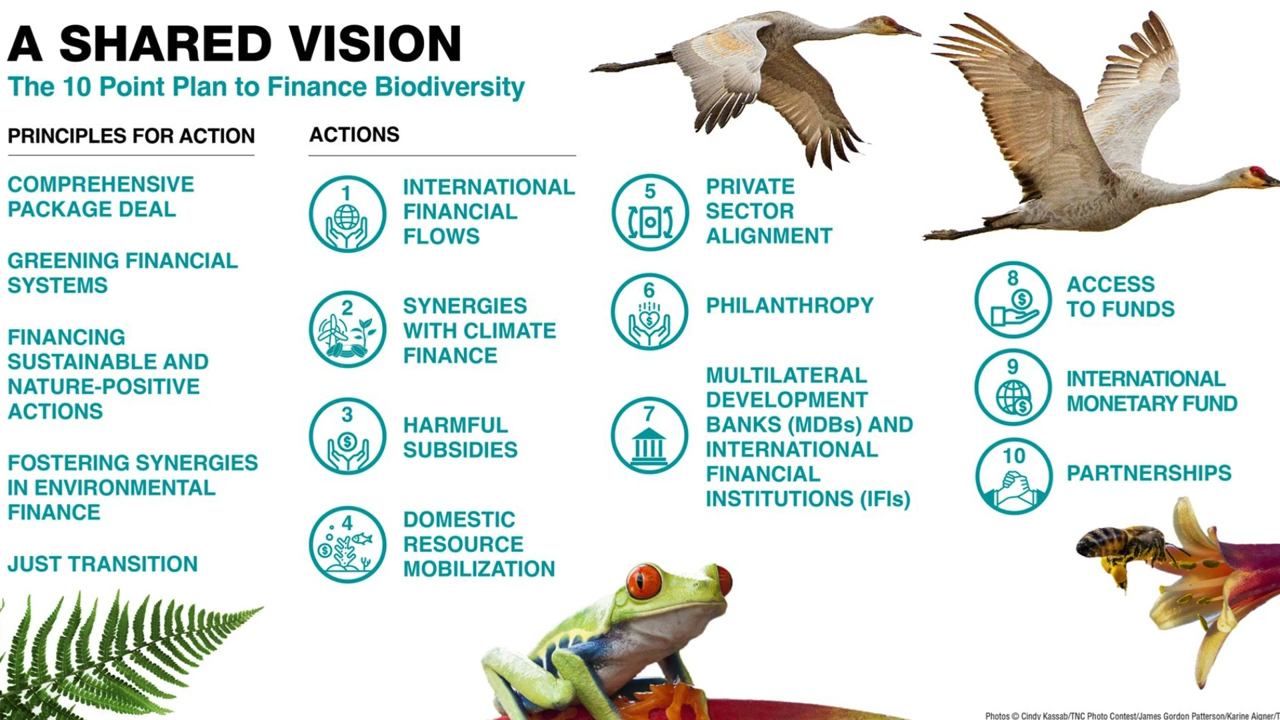 A SHARED VISION
The 10 Point Plan to Finance Biodiversity
PRINCIPLES FOR ACTION
COMPREHENSIVE
PACKAGE DEAL
GREENING FINANCIAL
SYSTEMS
FINANCING
SUSTAINABLE AND
NATURE-POSITIVE
ACTIONS
FOSTERING SYNERGIES
IN ENVIRONMENTAL
FINANCE
JUST TRANSITION
ACTIONS
1
INTERNATIONAL
FINANCIAL
FLOWS
2
SYNERGIES
WITH CLIMATE
FINANCE
3
$
HARMFUL
SUBSIDIES
4
$
DOMESTIC
RESOURCE
MOBILIZATION
5
PRIVATE
SECTOR
ALIGNMENT
6
$
PHILANTHROPY
7
MULTILATERAL
DEVELOPMENT
BANKS (MDBs) AND
INTERNATIONAL
FINANCIAL
INSTITUTIONS (IFIs)
8
$
ACCESS
TO FUNDS
9
$
INTERNATIONAL
MONETARY FUND
10
PARTNERSHIPS
Photos © Cindy Kassab/TNC Photo Contest/James Gordon Patterson/Karine Aigner/T